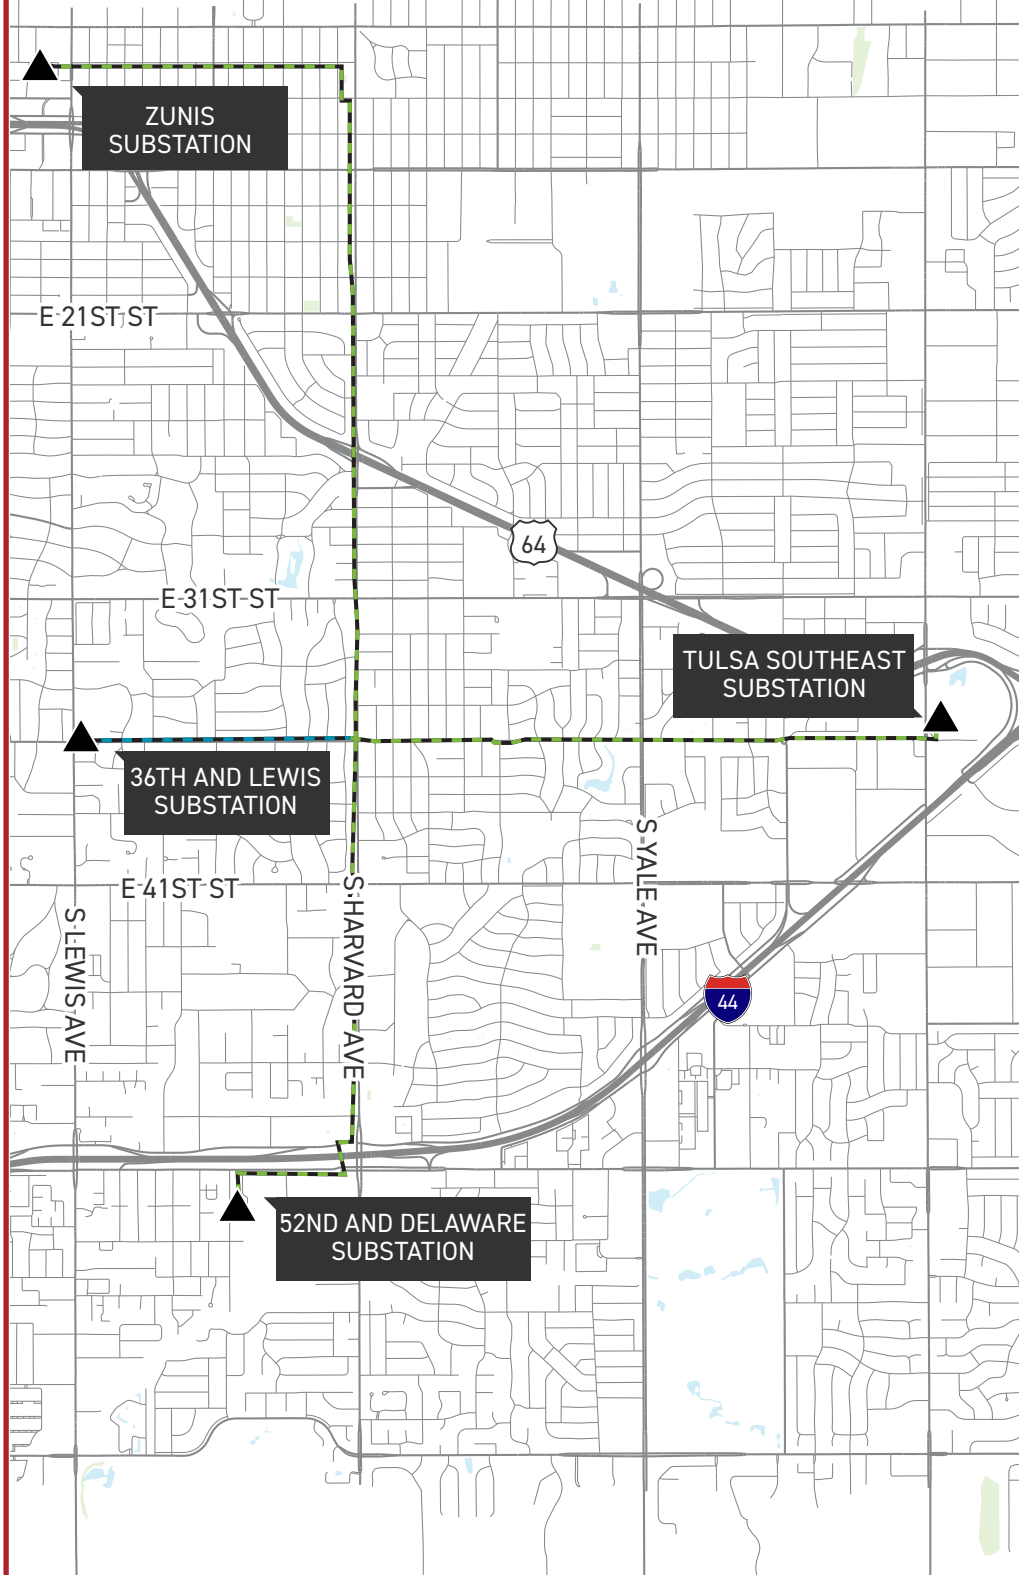 ZUNIS
SUBSTATION
E 21ST ST
64
E 31ST ST
TULSA SOUTHEAST
SUBSTATION
36TH AND LEWIS
SUBSTATION
S YALE AVE
E 41ST ST
S HARVARD AVE
S LEWIS AVE
44
52ND AND DELAWARE
SUBSTATION